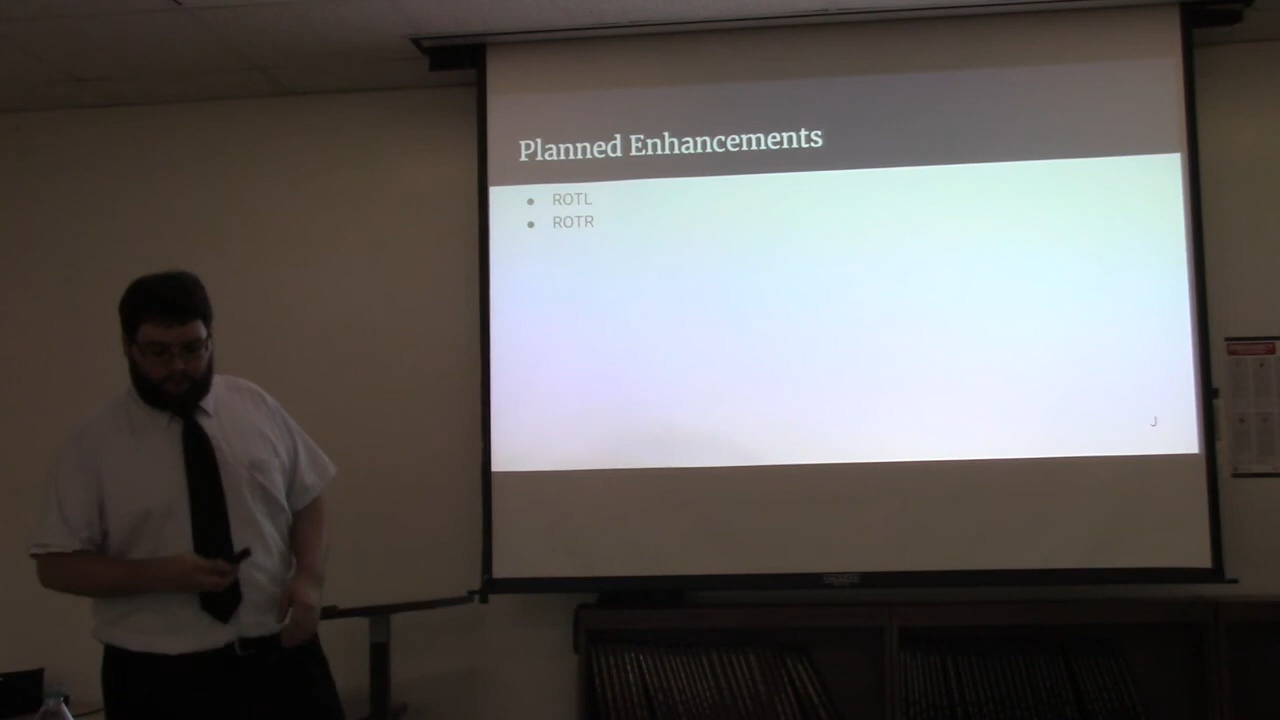 Planned Enhancements
● ROTL
● ROTR
J